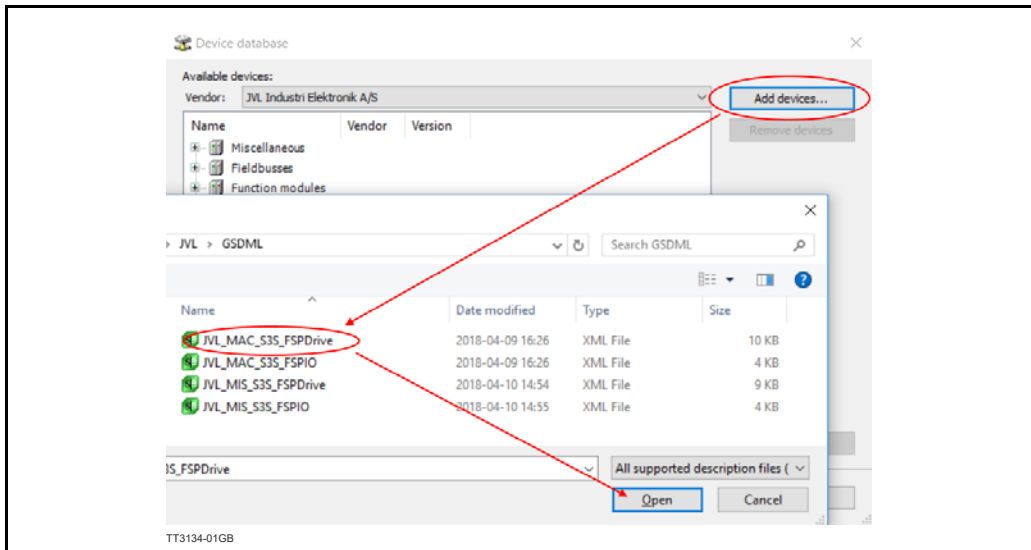 Device database
Available devices:
Vendor: JVL Industri Elektronik A/S
Add devices...
Name Vendor Version
Remove devices
Miscellaneous
Fieldbusses
Function modules
› JVL › GSDML
Search GSDML
Name Date modified Type Size
JVL_MAC_S3S_FSPDrive 2018-04-09 16:26 XML File 10 KB
JVL_MAC_S3S_FSPIO 2018-04-09 16:26 XML File 4 KB
JVL_MIS_S3S_FSPDrive 2018-04-10 14:54 XML File 9 KB
JVL_MIS_S3S_FSPIO 2018-04-10 14:55 XML File 4 KB
3S_FSPDrive
All supported description files (
Open Cancel
TT3134-01GB